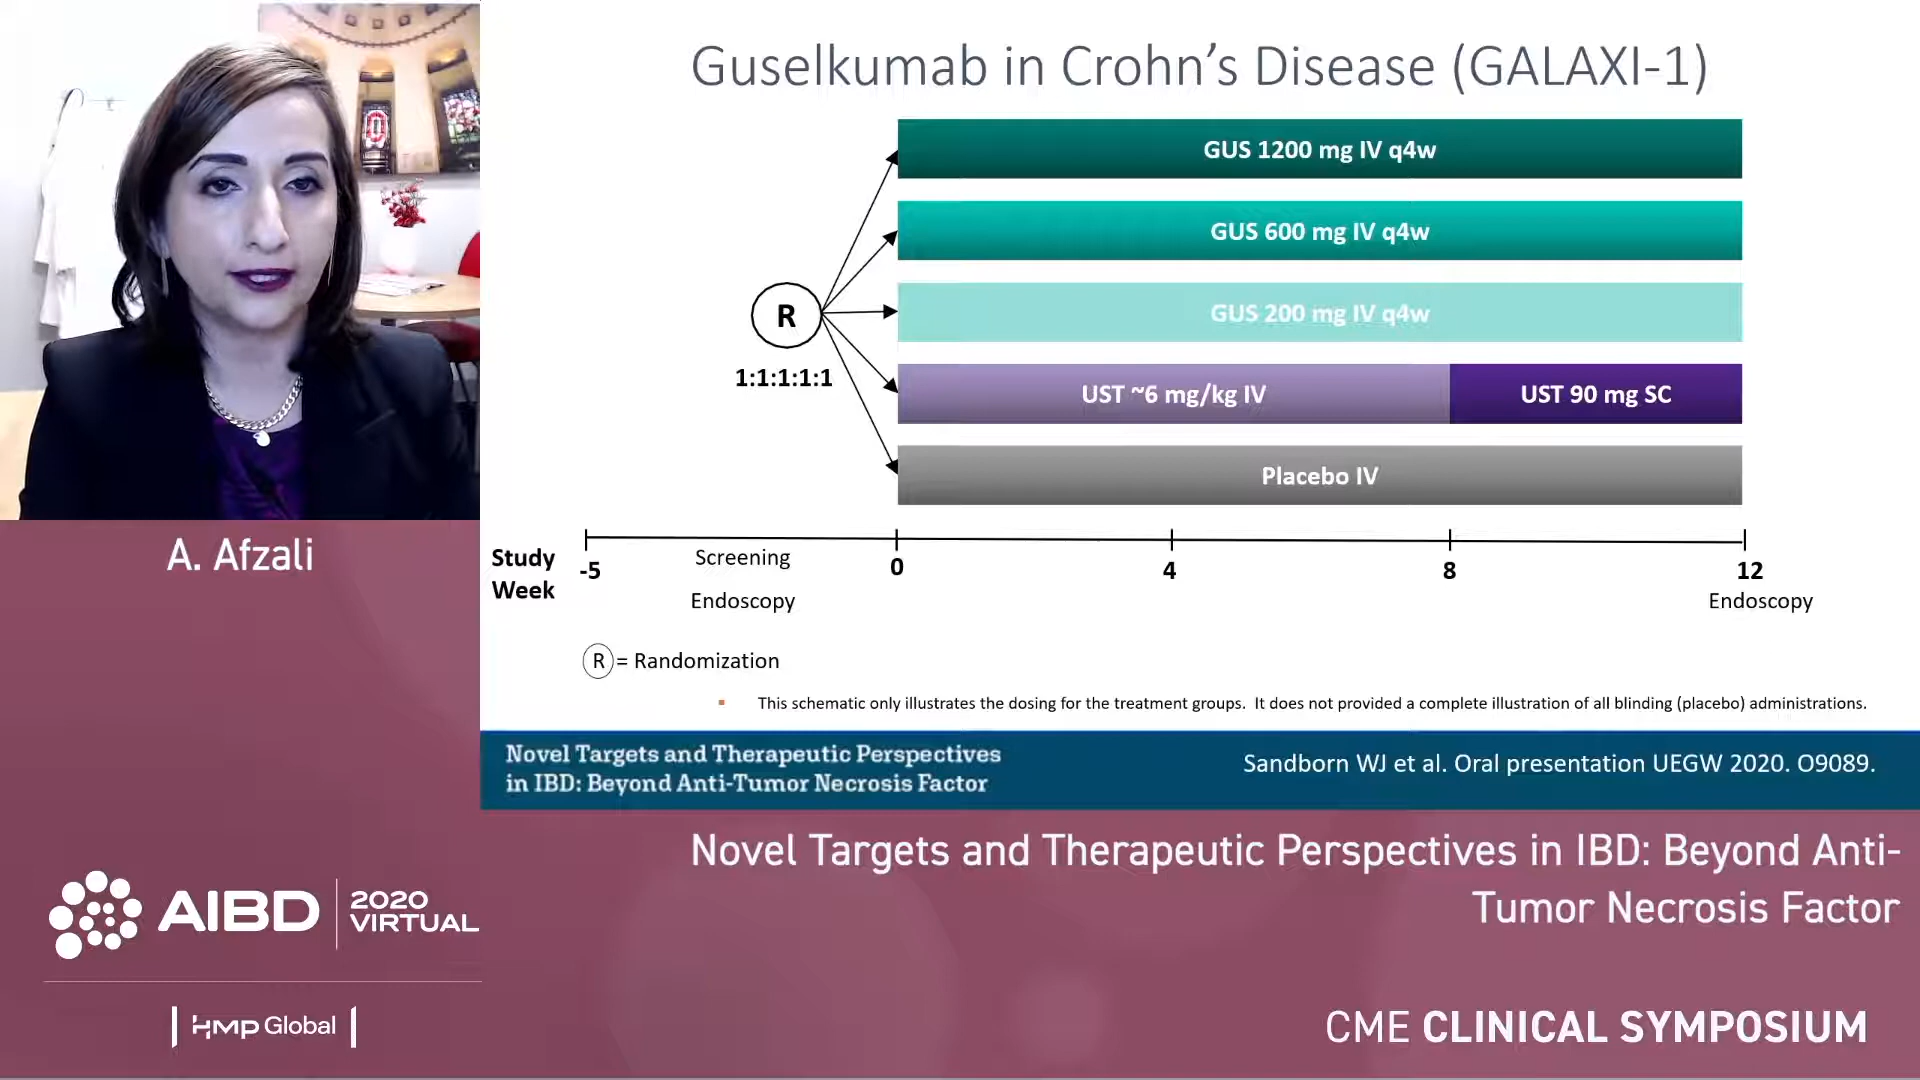 Guselkumab in Crohn's Disease (GALAXI-1)
GUS 1200 mg IV q4w
GUS 600 mg IV q4w
GUS 200 mg IV q4w
R
1:1:1:1:1
UST ~6 mg/kg IV
UST 90 mg SC
Placebo IV
A. Afzali
Study
Week
-5
Screening
Endoscopy
0
4
8
12
Endoscopy
R = Randomization
▪ This schematic only illustrates the dosing for the treatment groups. It does not provided a complete illustration of all blinding (placebo) administrations.
Novel Targets and Therapeutic Perspectives
in IBD: Beyond Anti-Tumor Necrosis Factor
Sandborn WJ et al. Oral presentation UEGW 2020. O9089.
Novel Targets and Therapeutic Perspectives in IBD: Beyond Anti-
Tumor Necrosis Factor
AIBD
2020
VIRTUAL
HMP Global
CME CLINICAL SYMPOSIUM